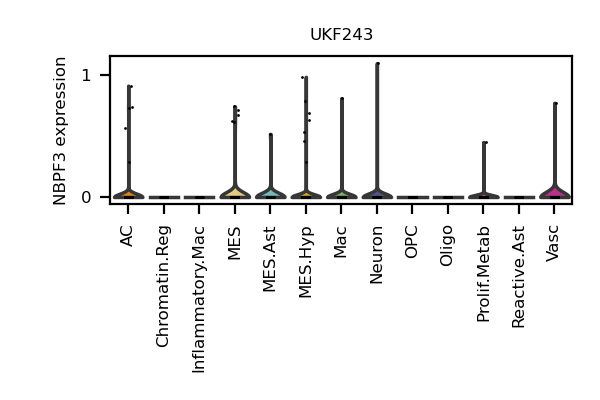 UKF243
NBPF3 expression
1
0
AC
Chromatin.Reg
Inflammatory.Mac
MES
MES.Ast
MES.Hyp
Mac
Neuron
OPC
Oligo
Prolif.Metab
Reactive.Ast
Vasc